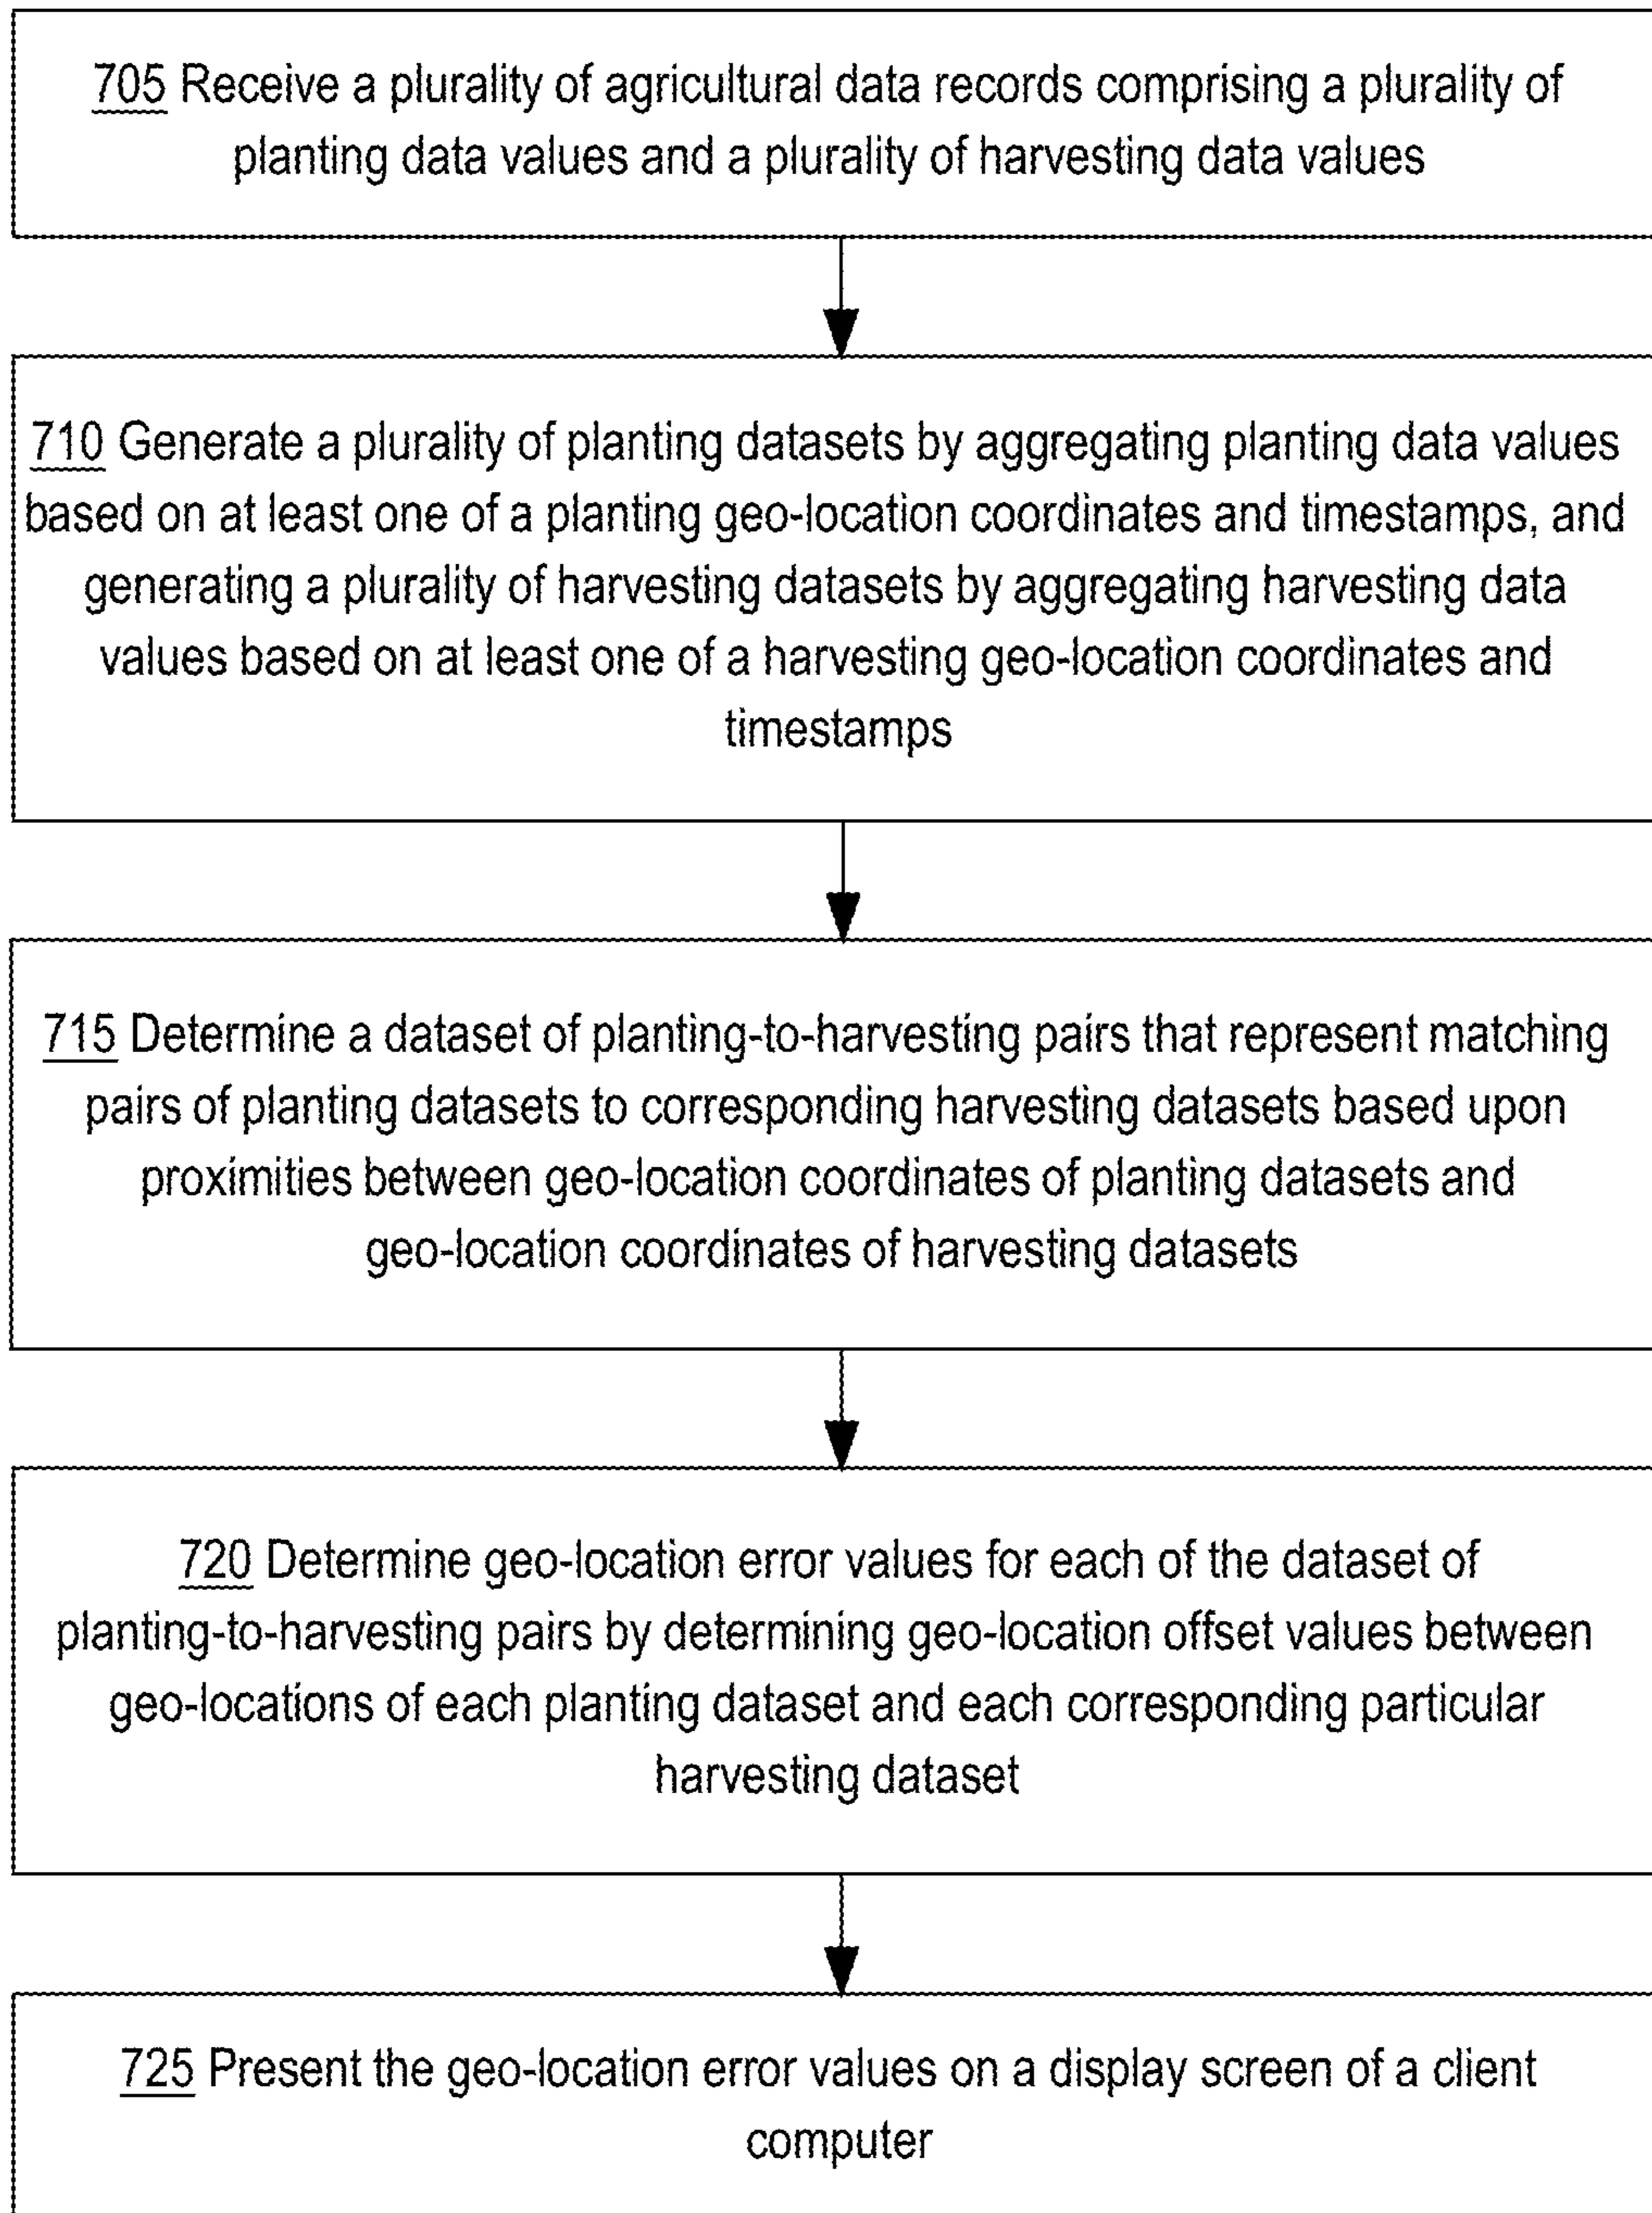 705 Receive a plurality of agricultural data records comprising a plurality of
planting data values and a plurality of harvesting data values
710 Generate a plurality of planting datasets by aggregating planting data values
based on at least one of a planting geo-location coordinates and timestamps, and
generating a plurality of harvesting datasets by aggregating harvesting data
values based on at least one of a harvesting geo-location coordinates and
timestamps
715 Determine a dataset of planting-to-harvesting pairs that represent matching
pairs of planting datasets to corresponding harvesting datasets based upon
proximities between geo-location coordinates of planting datasets and
geo-location coordinates of harvesting datasets
720 Determine geo-location error values for each of the dataset of
planting-to-harvesting pairs by determining geo-location offset values between
geo-locations of each planting dataset and each corresponding particular
harvesting dataset
725 Present the geo-location error values on a display screen of a client
computer